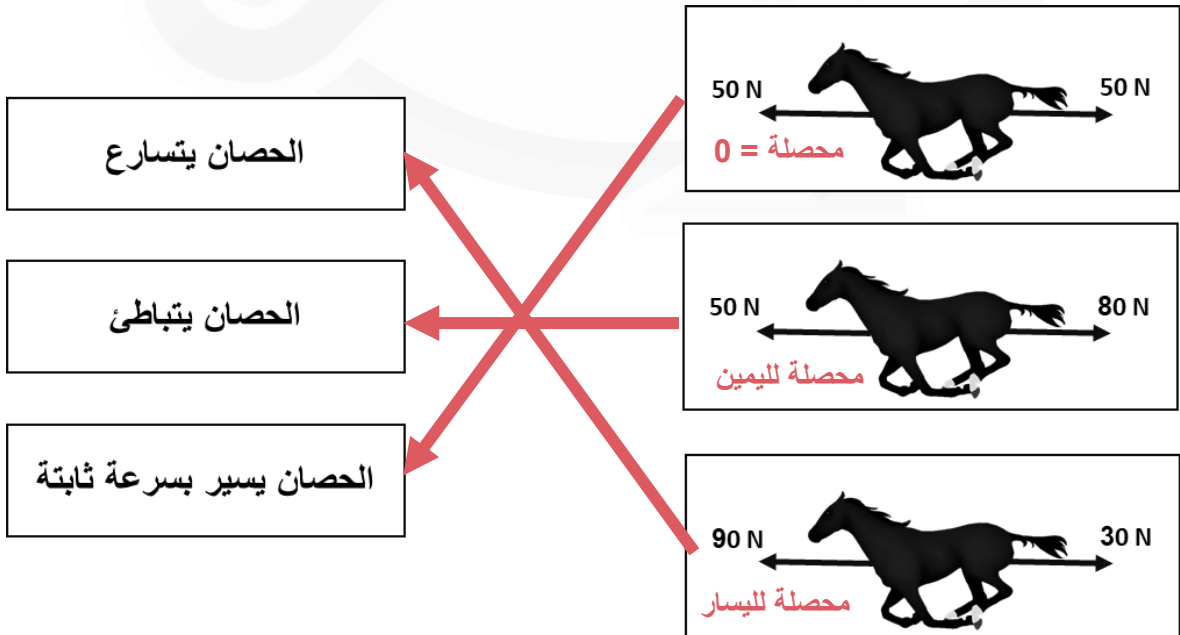 50 N
50 N
محصلة = 0
الحصان يتسارع
50 N
80 N
محصلة لليمين
الحصان يتباطئ
90 N
30 N
محصلة لليسار
الحصان يسير بسرعة ثابتة